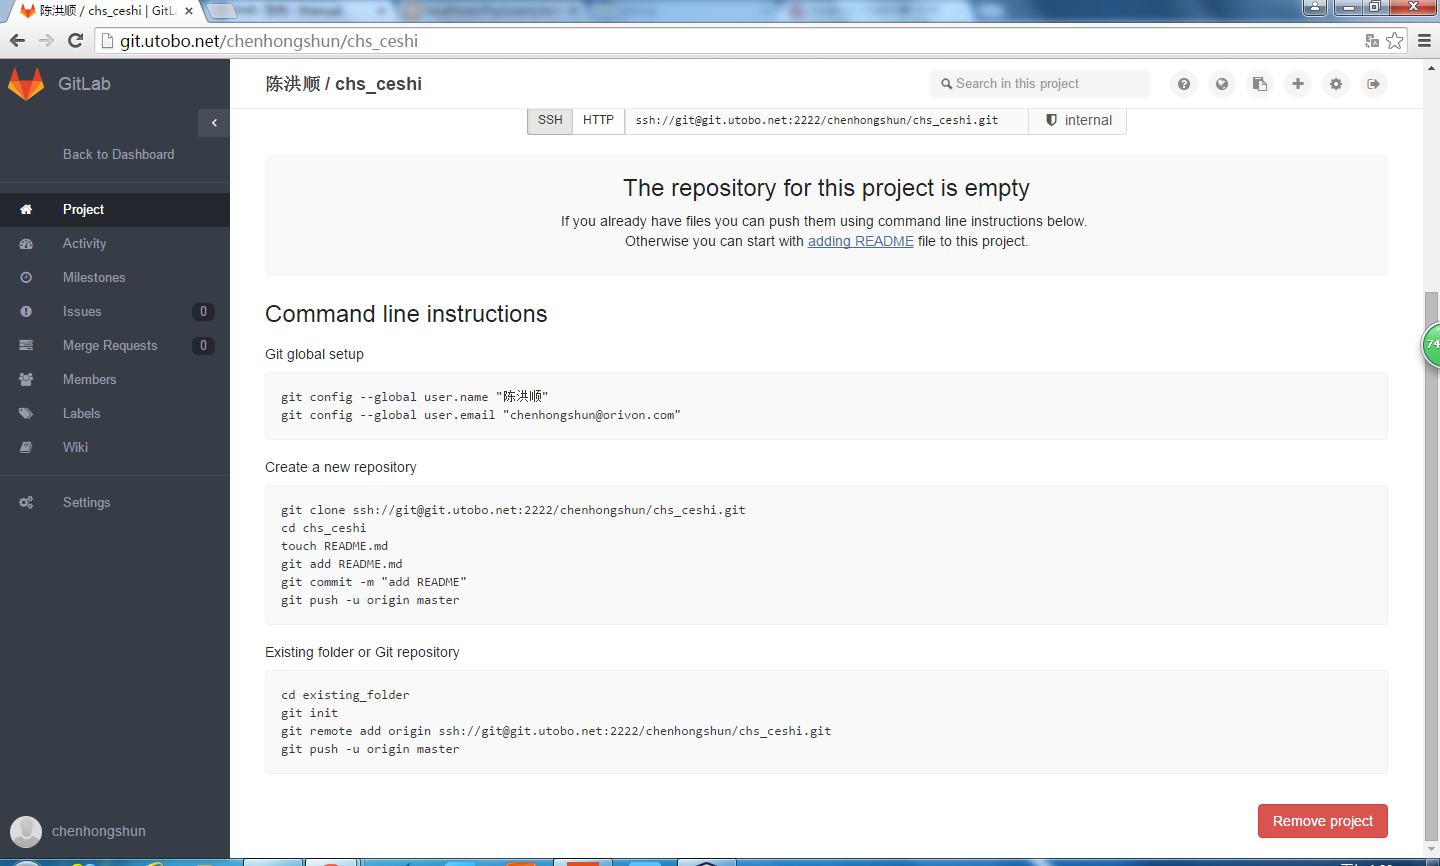 陈洪顺 / chs_ceshi | GitL
git.utobo.net/chenhongshun/chs_ceshi
GitLab
陈洪顺 / chs_ceshi
Search in this project
Back to Dashboard
SSH
HTTP
ssh://git@git.utobo.net:2222/chenhongshun/chs_ceshi.git
internal
Project
Activity
Milestones
Issues 0
Merge Requests 0
Members
Labels
Wiki
Settings
The repository for this project is empty
If you already have files you can push them using command line instructions below.
Otherwise you can start with adding README file to this project.
Command line instructions
Git global setup
git config --global user.name "陈洪顺"
git config --global user.email "chenhongshun@orivon.com"
Create a new repository
git clone ssh://git@git.utobo.net:2222/chenhongshun/chs_ceshi.git
cd chs_ceshi
touch README.md
git add README.md
git commit -m "add README"
git push -u origin master
Existing folder or Git repository
cd existing_folder
git init
git remote add origin ssh://git@git.utobo.net:2222/chenhongshun/chs_ceshi.git
git push -u origin master
Remove project
chenhongshun
74